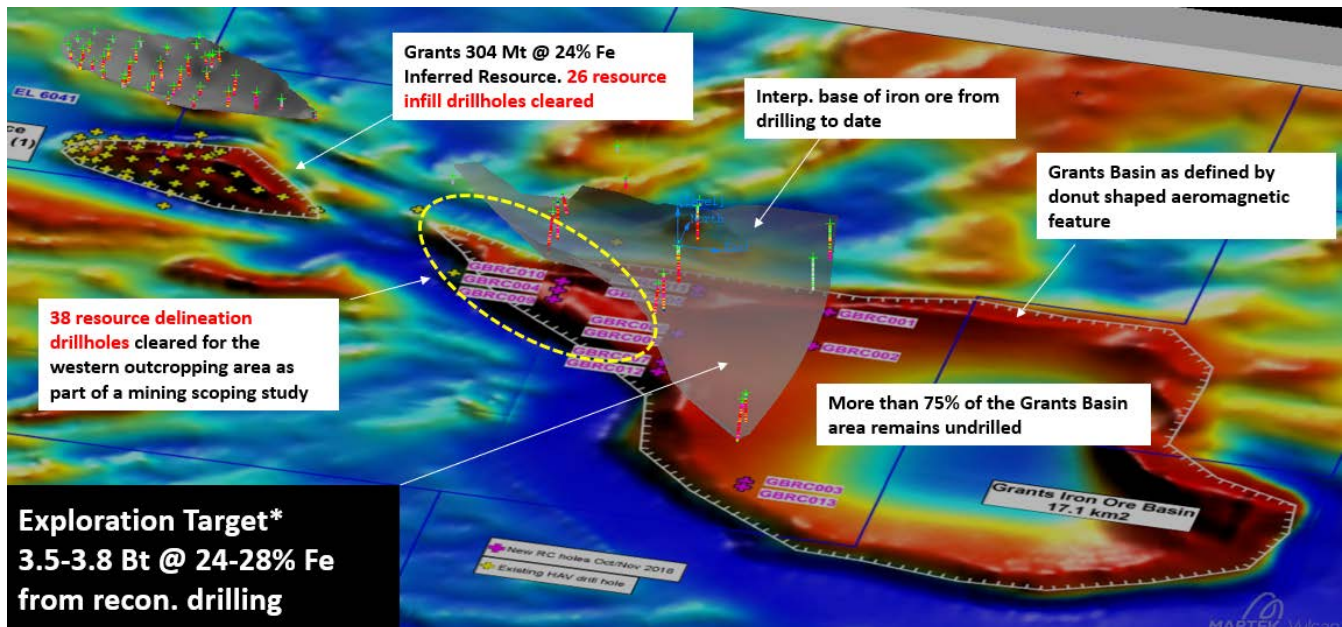 Grants 304 Mt @ 24% Fe
Inferred Resource. 26 resource
infill drillholes cleared
Interp. base of iron ore from
drilling to date
Grants Basin as defined by
donut shaped aeromagnetic
feature
EL 6041
(1)
38 resource delineation
drillholes cleared for the
western outcropping area as
part of a mining scoping study
GBRC010
GBRC004
GBRC009
GBRC012
GBRC001
GBRC002
More than 75% of the Grants Basin
area remains undrilled
GBRC003
GBRC013
Grants Iron Ore Basin
17.1 km2
Exploration Target*
3.5-3.8 Bt @ 24-28% Fe
from recon. drilling
New RC holes Oct/Nov 2016
Existing HAV drill hole